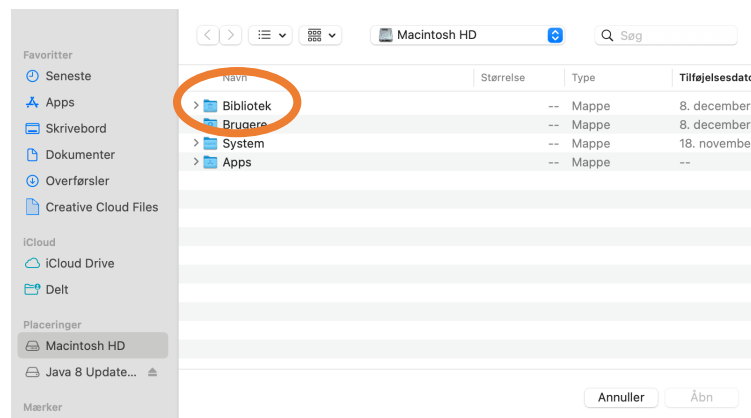 Favoritter
Seneste
Apps
Skrivebord
Dokumenter
Overførsler
Creative Cloud Files
iCloud
iCloud Drive
Delt
Placeringer
Macintosh HD
Java 8 Update...
Mærker
Macintosh HD
Søg
Navn Størrelse Type Tilføjelsesdato
Bibliotek -- Mappe 8. december
Brugere -- Mappe 8. december
System -- Mappe 18. novembe
Apps -- Mappe --
Annuller Åbn